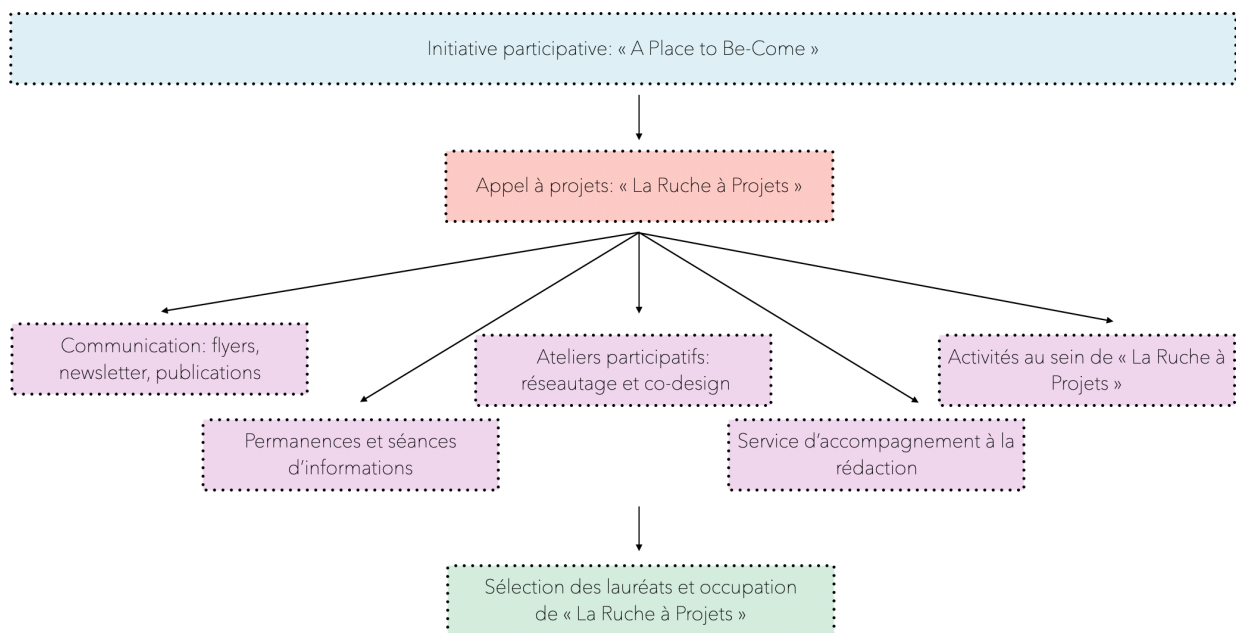 Initiative participative: « A Place to Be-Come »
Appel à projets: « La Ruche à Projets »
Communication: flyers,
newsletter, publications
Ateliers participatifs:
réseautage et co-design
Activités au sein de « La Ruche à
Projets »
Permanences et séances
d’informations
Service d’accompagnement à la
rédaction
Sélection des lauréats et occupation
de « La Ruche à Projets »